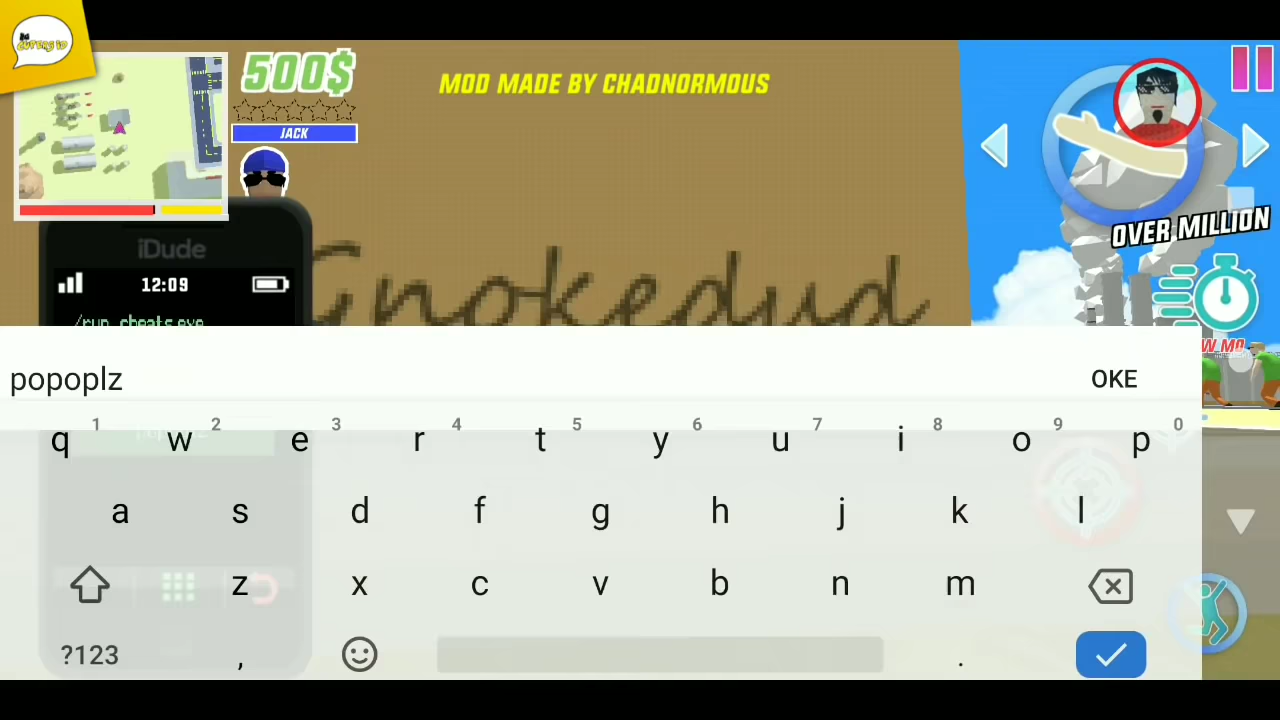 500$
MOD MADE BY CHADNORMOUS
JACK
OVER MILLION
iDude
12:09
/run cheats.exe
Gnokedud
popoplz
OKE
1 2 3 4 5 6 7 8 9 0
q w e r t y u i o p
a s d f g h j k l
z x c v b n m
?123 , .